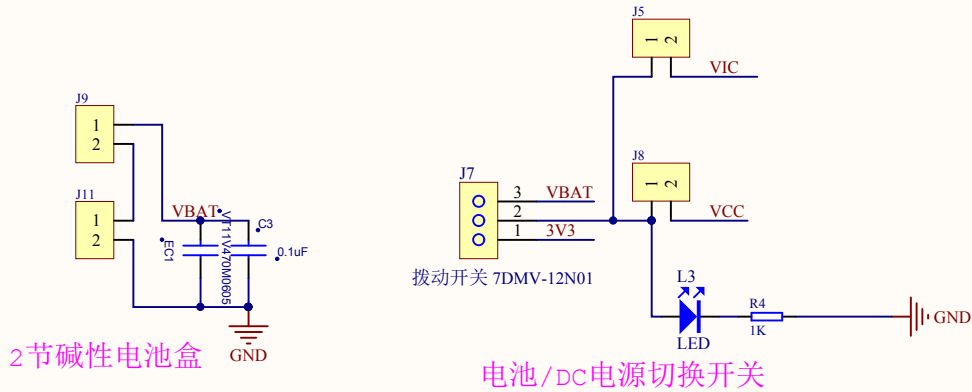 J5
1 2
VIC
J9
1
2
J11
1
2
VBAT
VT11V470M0605
EC1
C3
0.1uF
GND
2节碱性电池盒
J8
1 2
VCC
J7
3 VBAT
2
1 3V3
拨动开关 7DMV-12N01
L3
LED
R4
1K
GND
电池/DC电源切换开关